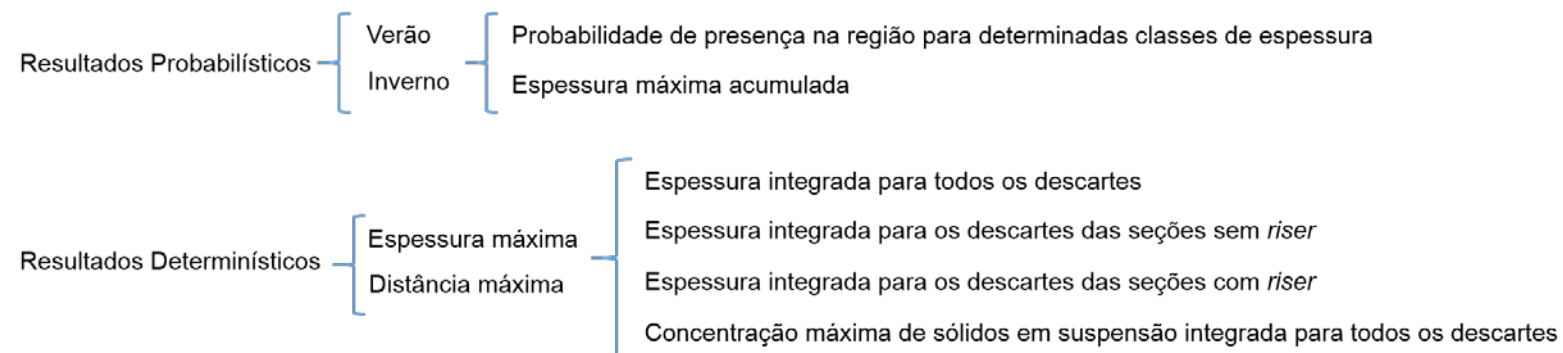 Resultados Probabilísticos
Verão
Inverno
Probabilidade de presença na região para determinadas classes de espessura
Espessura máxima acumulada
Resultados Determinísticos
Espessura máxima
Distância máxima
Espessura integrada para todos os descartes
Espessura integrada para os descartes das seções sem riser
Espessura integrada para os descartes das seções com riser
Concentração máxima de sólidos em suspensão integrada para todos os descartes